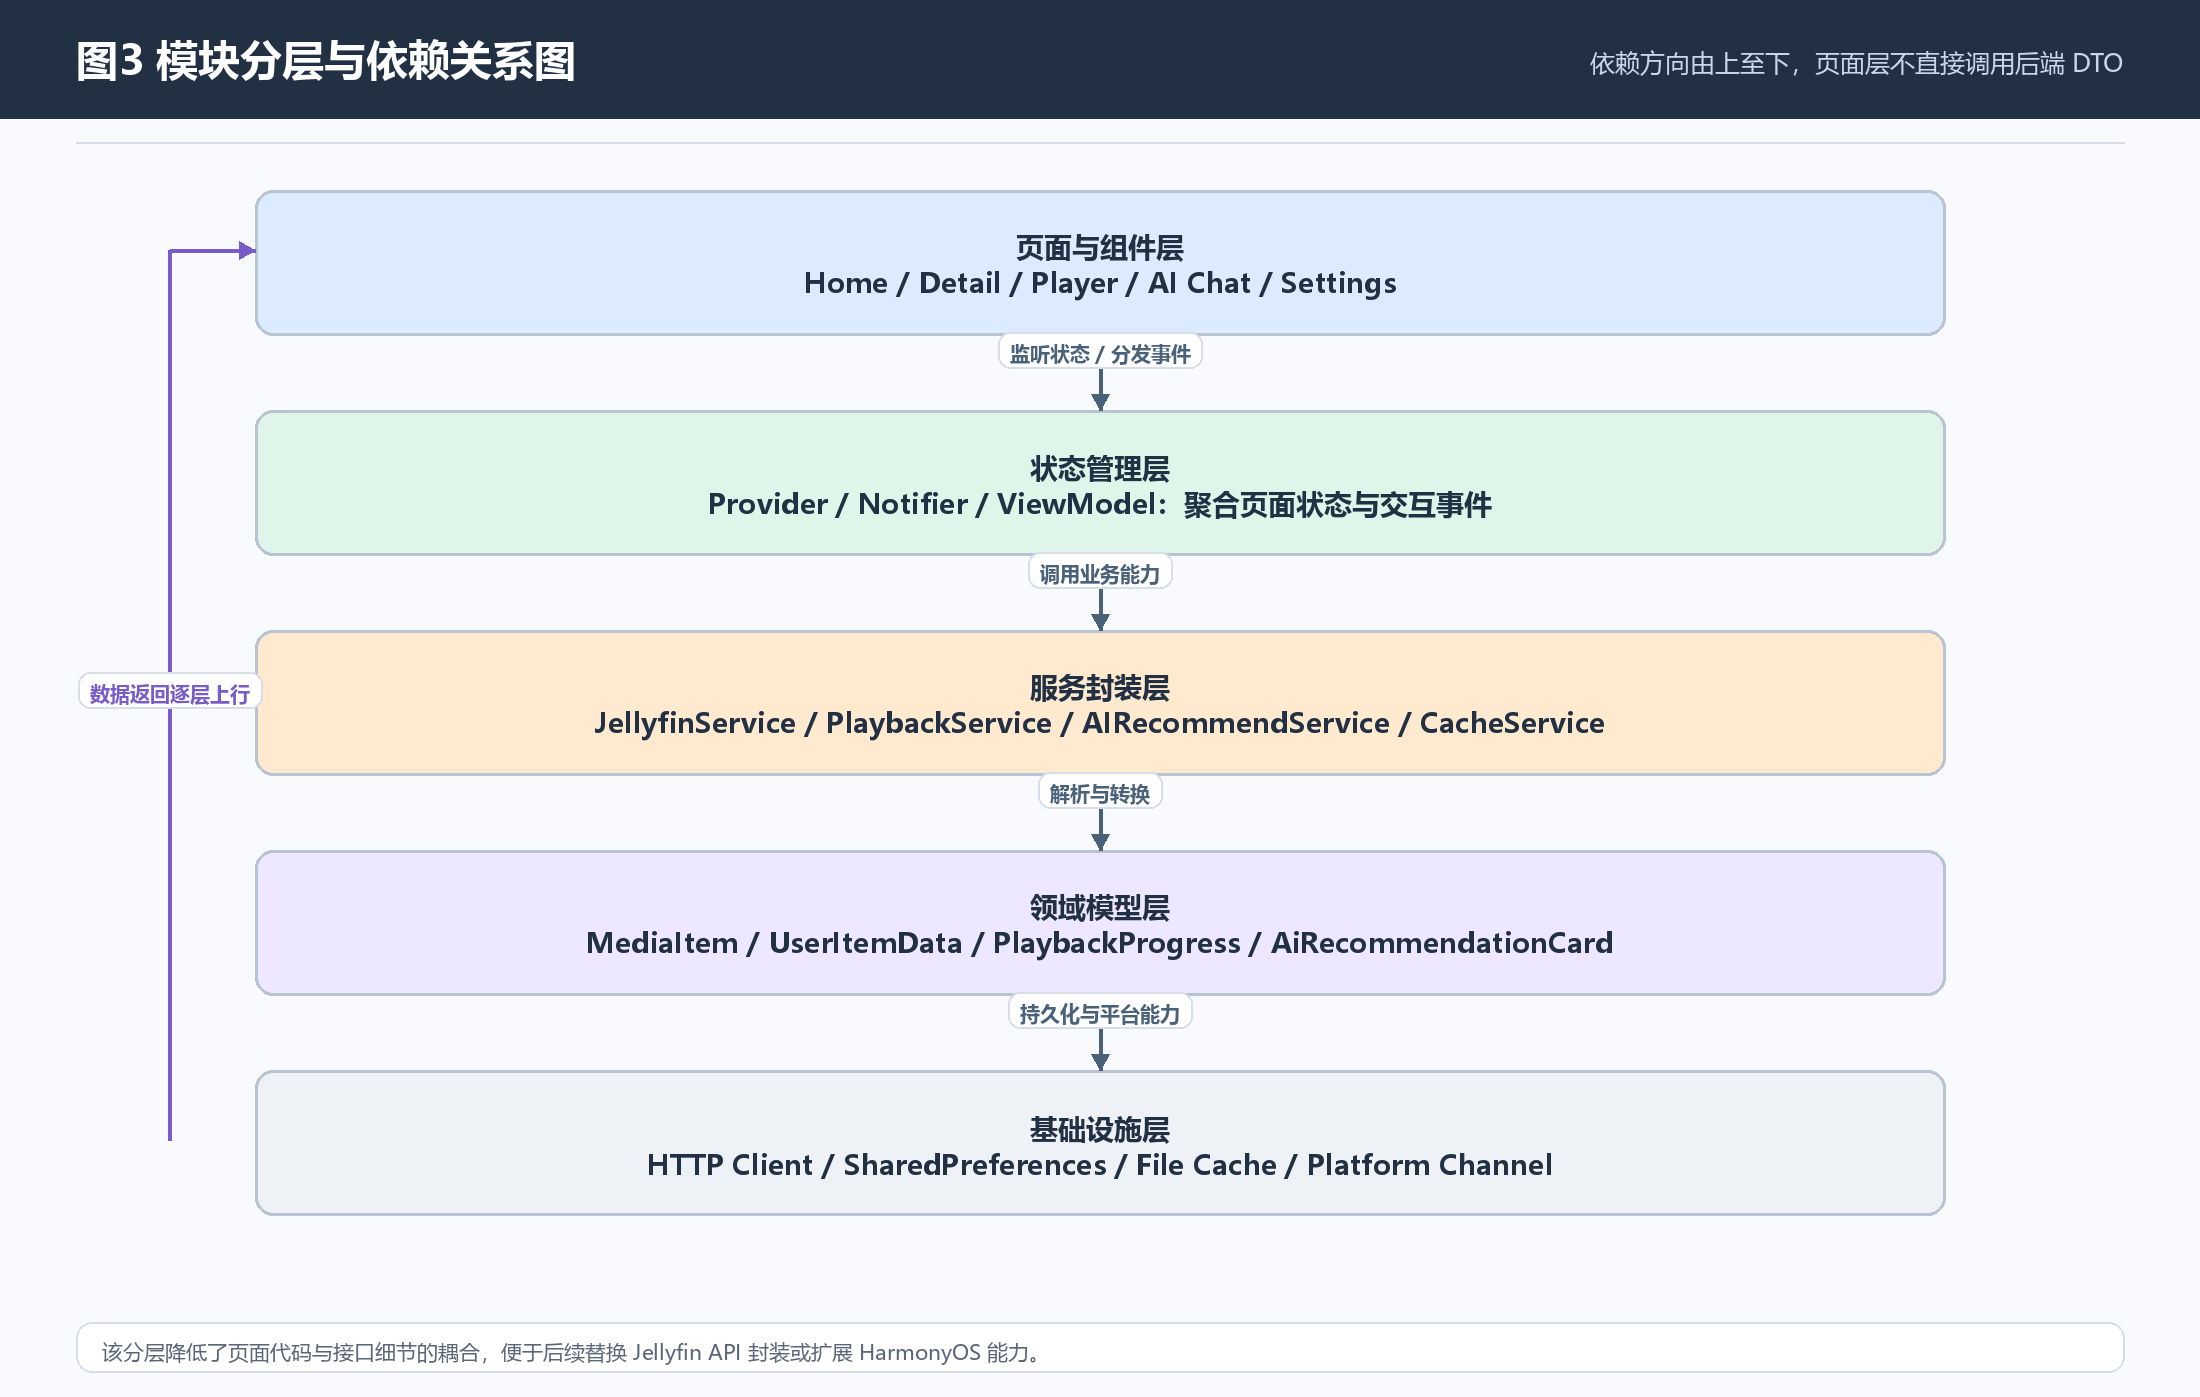 图3 模块分层与依赖关系图
依赖方向由上至下，页面层不直接调用后端 DTO
页面与组件层
Home / Detail / Player / AI Chat / Settings
监听状态 / 分发事件
状态管理层
Provider / Notifier / ViewModel：聚合页面状态与交互事件
调用业务能力
服务封装层
JellyfinService / PlaybackService / AIRecommendService / CacheService
数据返回逐层上行
解析与转换
领域模型层
MediaItem / UserItemData / PlaybackProgress / AiRecommendationCard
持久化与平台能力
基础设施层
HTTP Client / SharedPreferences / File Cache / Platform Channel
该分层降低了页面代码与接口细节的耦合，便于后续替换 Jellyfin API 封装或扩展 HarmonyOS 能力。